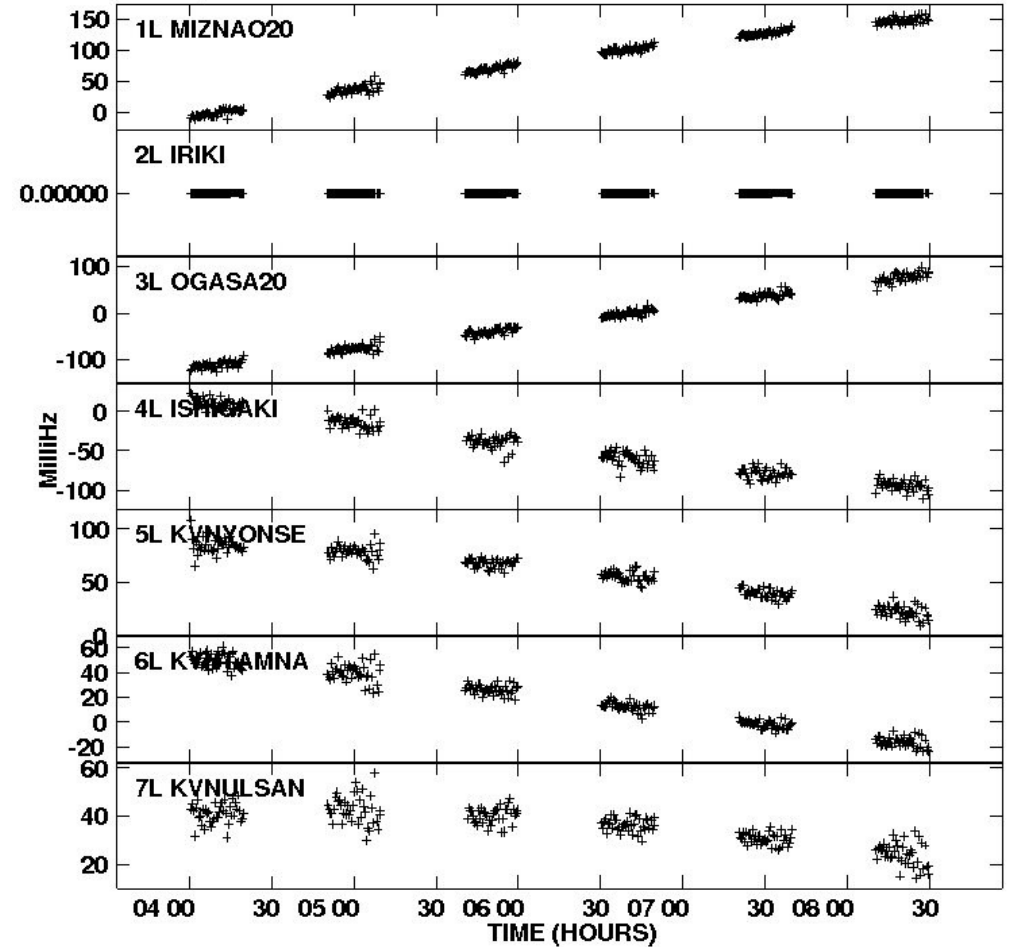 150
1L MIZNAO20
100
50
0
2L IRIKI
0.00000
100
3L OGASA20
0
-100
4L ISHIGAKI
0
-50
-100
MilliHz
5L KVNYONSE
100
50
0
60
6L KVNTAMNA
40
20
0
-20
60
7L KVNULSAN
40
20
04 00 30 05 00 30 06 00 30 07 00 30 08 00 30
TIME (HOURS)